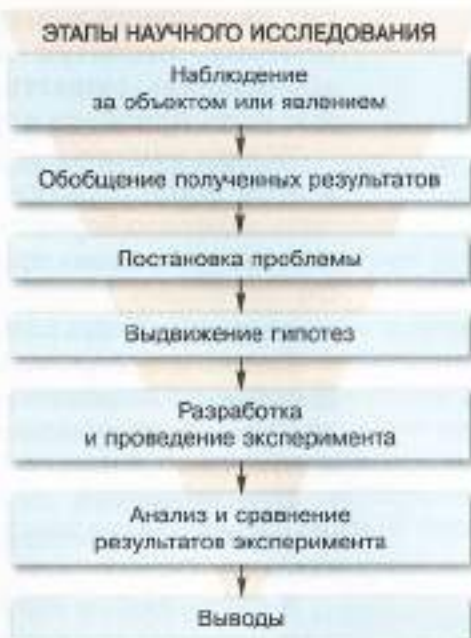 ЭТАПЫ НАУЧНОГО ИССЛЕДОВАНИЯ
Наблюдение
за объектом или явлением
Обобщение полученных результатов
Постановка проблемы
Выдвижение гипотез
Разработка
и проведение эксперимента
Анализ и сравнение
результатов эксперимента
Выводы